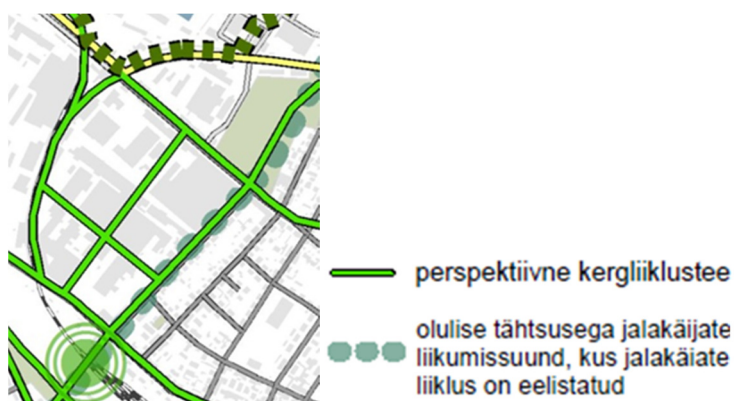 perspektiivne kergliiklustee
olulise tähtsusega jalakäijate
liikumissuund, kus jalakäiate
liiklus on eelistatud